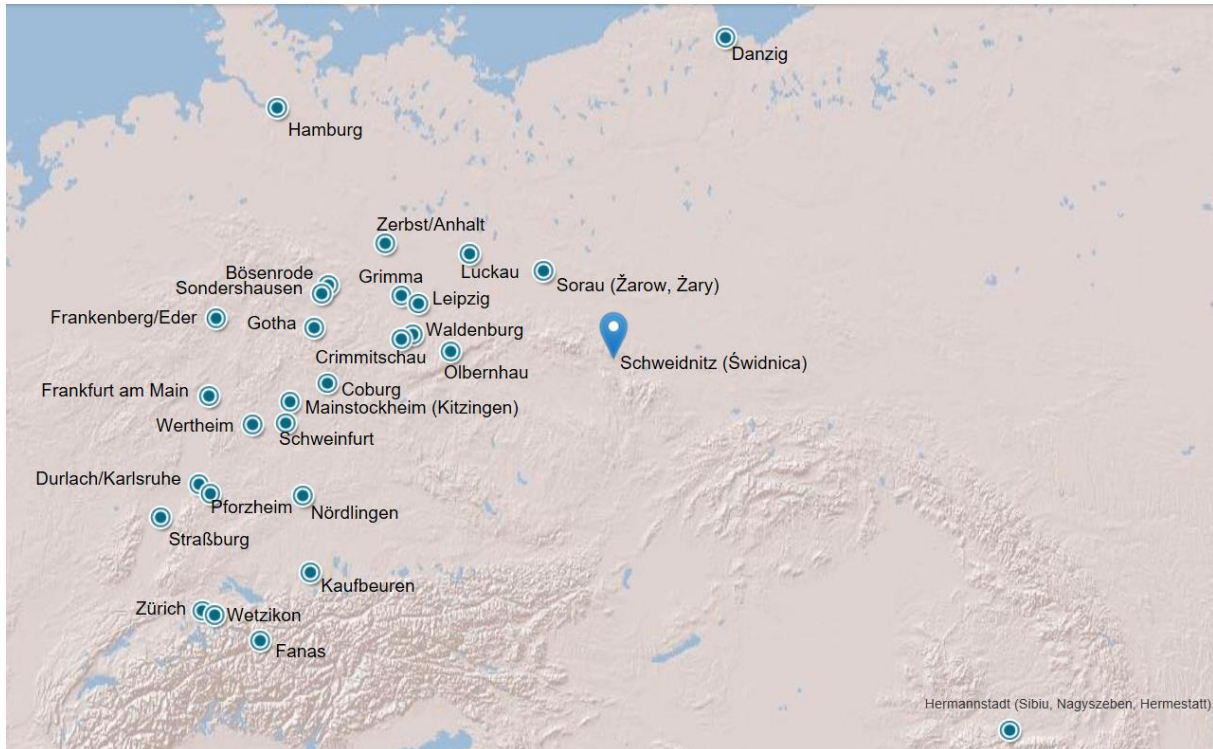 Danzig
Hamburg
Zerbst/Anhalt
Luckau
Bösenrode
Grimma
Sondershausen
Sorau (Žarow, Żary)
Leipzig
Frankenberg/Eder
Gotha
Waldenburg
Crimmitschau
Schweidnitz (Świdnica)
Olbernhau
Frankfurt am Main
Coburg
Mainstockheim (Kitzingen)
Wertheim
Schweinfurt
Durlach/Karlsruhe
Pforzheim
Nördlingen
Straßburg
Kaufbeuren
Zürich
Wetzikon
Fanas
Hermannstadt (Sibiu, Nagyszeben, Hermestatt)